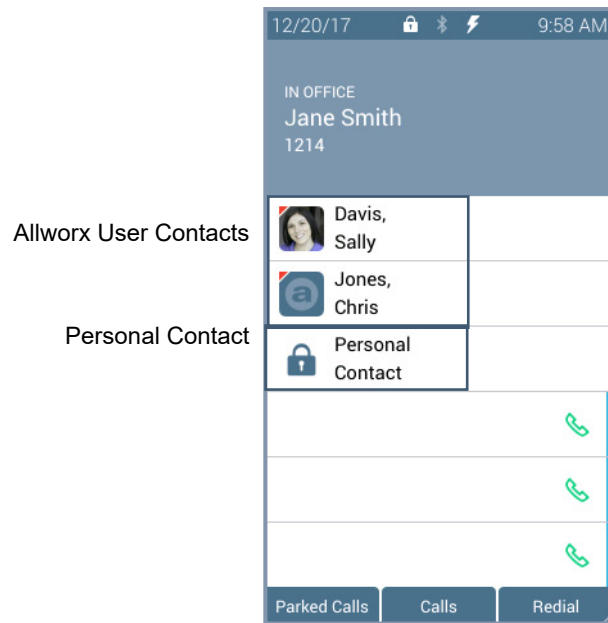 12/20/17 9:58 AM
IN OFFICE
Jane Smith
1214
Allworx User Contacts
Davis,
Sally
a
Jones,
Chris
Personal Contact
Personal
Contact
Parked Calls Calls Redial